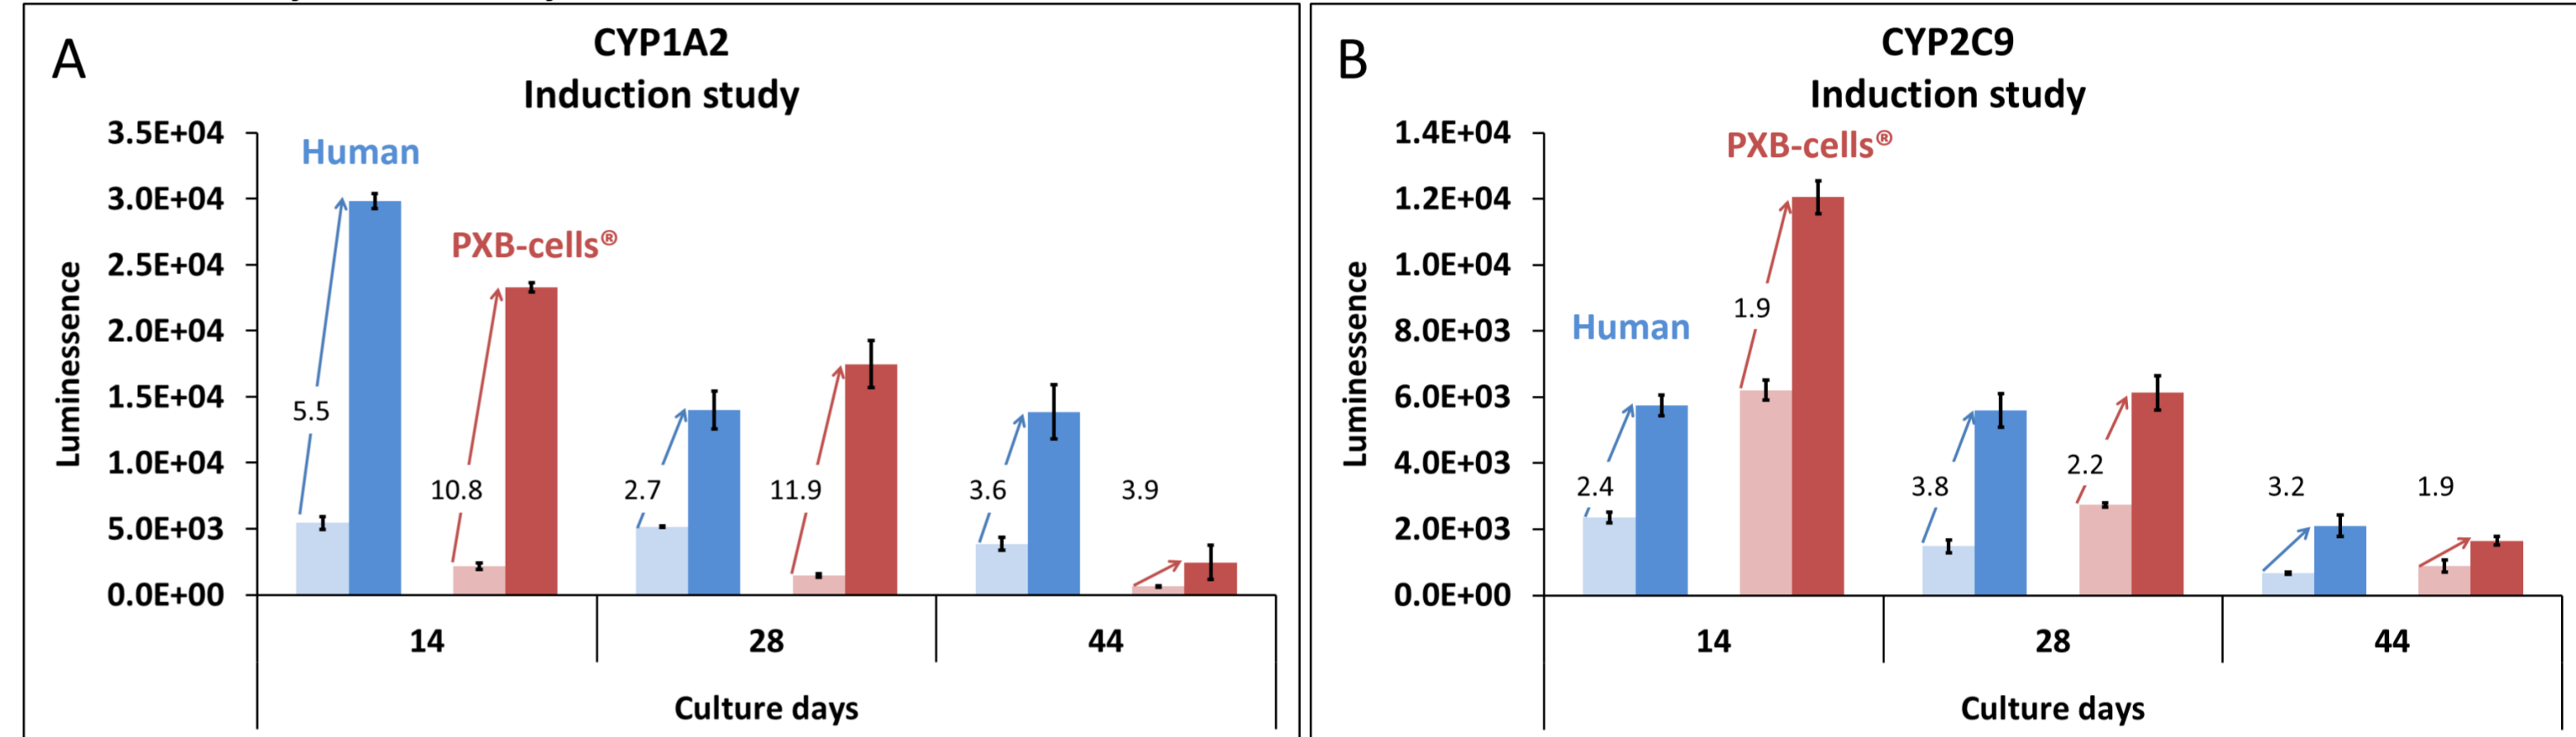 A
CYP1A2
Induction study
3.5E+04
3.0E+04
2.5E+04
2.0E+04
1.5E+04
1.0E+04
5.0E+03
0.0E+00
Luminessence
Human
PXB-cells®
5.5
10.8
2.7
11.9
3.6
3.9
14
28
44
Culture days
B
CYP2C9
Induction study
1.4E+04
1.2E+04
1.0E+04
8.0E+03
6.0E+03
4.0E+03
2.0E+03
0.0E+00
Luminessence
Human
PXB-cells®
2.4
1.9
3.8
2.2
3.2
1.9
14
28
44
Culture days